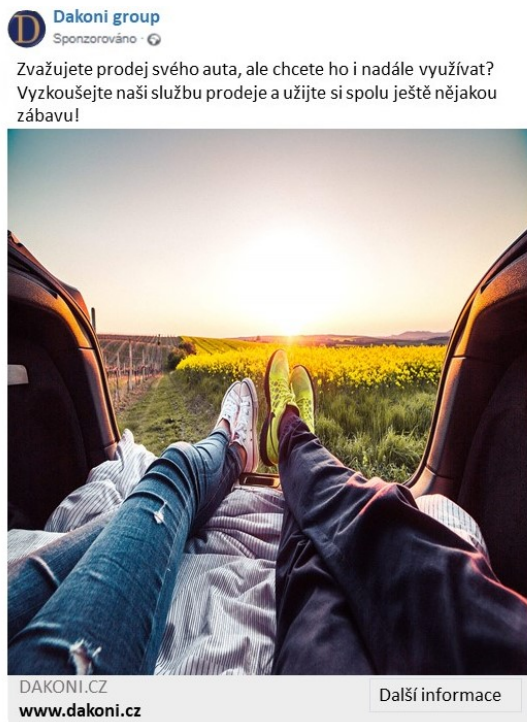 D
Dakoni group
Sponzorováno ·
Zvažujete prodej svého auta, ale chcete ho i nadále využívat?
Vyzkoušejte naši službu prodeje a užijte si spolu ještě nějakou
zábavu!
DAKONI.CZ
www.dakoni.cz
Další informace